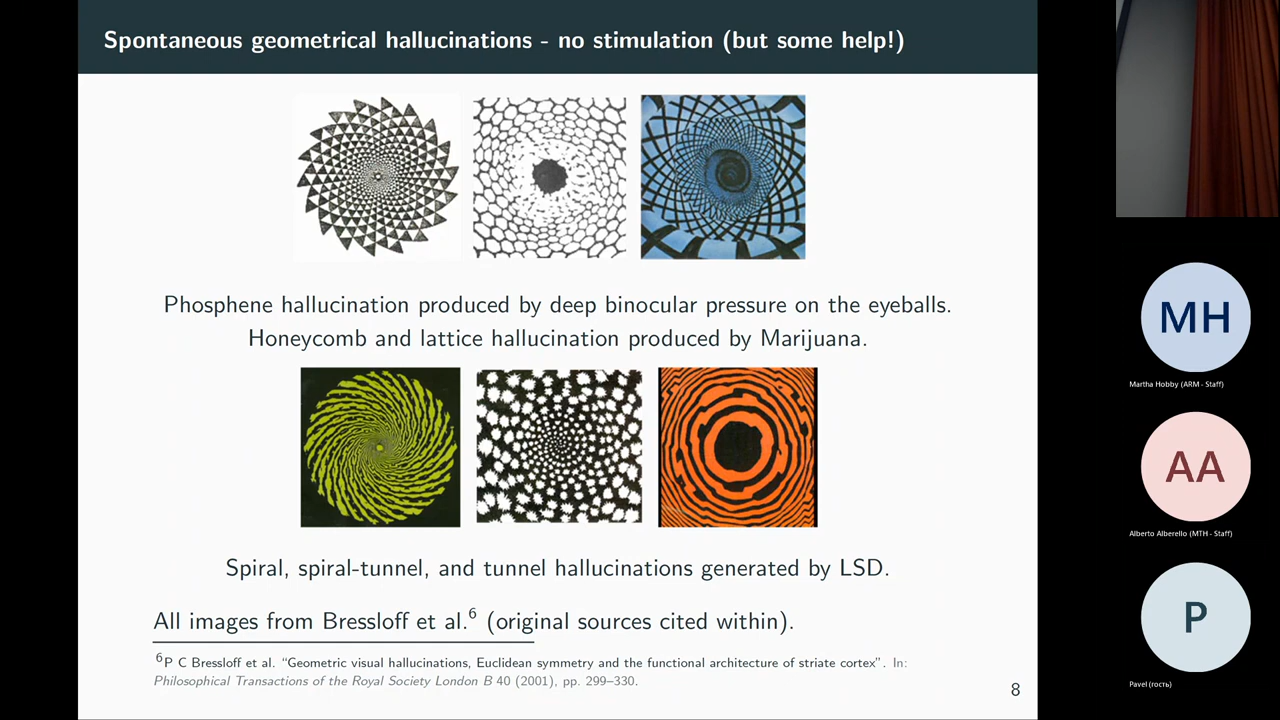 Spontaneous geometrical hallucinations - no stimulation (but some help!)
Phosphene hallucination produced by deep binocular pressure on the eyeballs.
Honeycomb and lattice hallucination produced by Marijuana.
Spiral, spiral-tunnel, and tunnel hallucinations generated by LSD.
All images from Bressloff et al.6 (original sources cited within).
6P C Bressloff et al. “Geometric visual hallucinations, Euclidean symmetry and the functional architecture of striate cortex”. In:
Philosophical Transactions of the Royal Society London B 40 (2001), pp. 299–330.
8
MH
Martha Hobby (ARM - Staff)
AA
Alberto Alberello (MTH - Staff)
P
Pavel (гость)